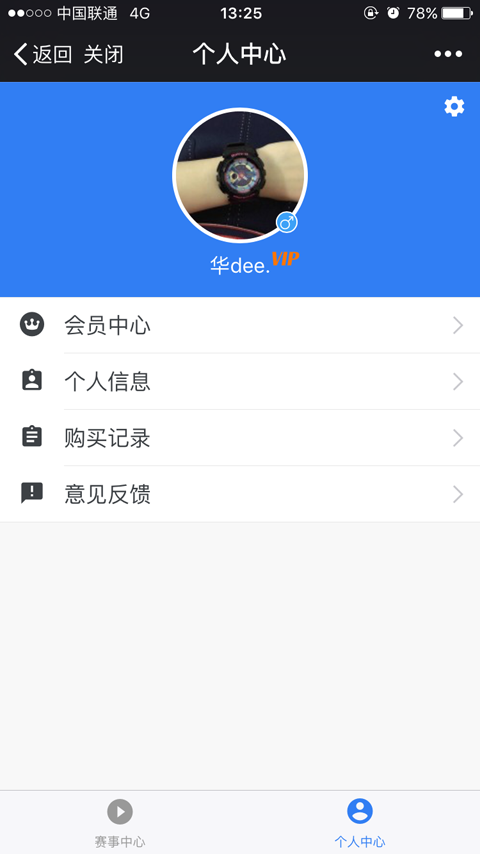 中国联通 4G 13:25 78%
返回 关闭 个人中心
华dee. VIP
会员中心
个人信息
购买记录
意见反馈
赛事中心 个人中心